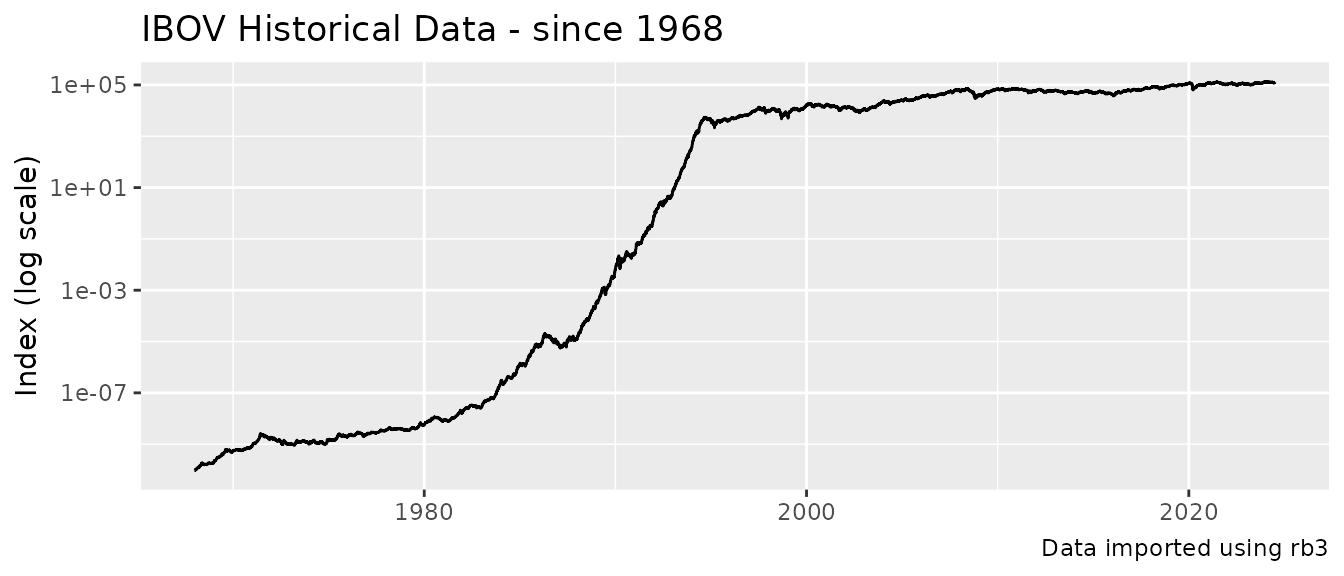 IBOV Historical Data - since 1968
Index (log scale)
1e+05
1e+01
1e-03
1e-07
1980
2000
2020
Data imported using rb3